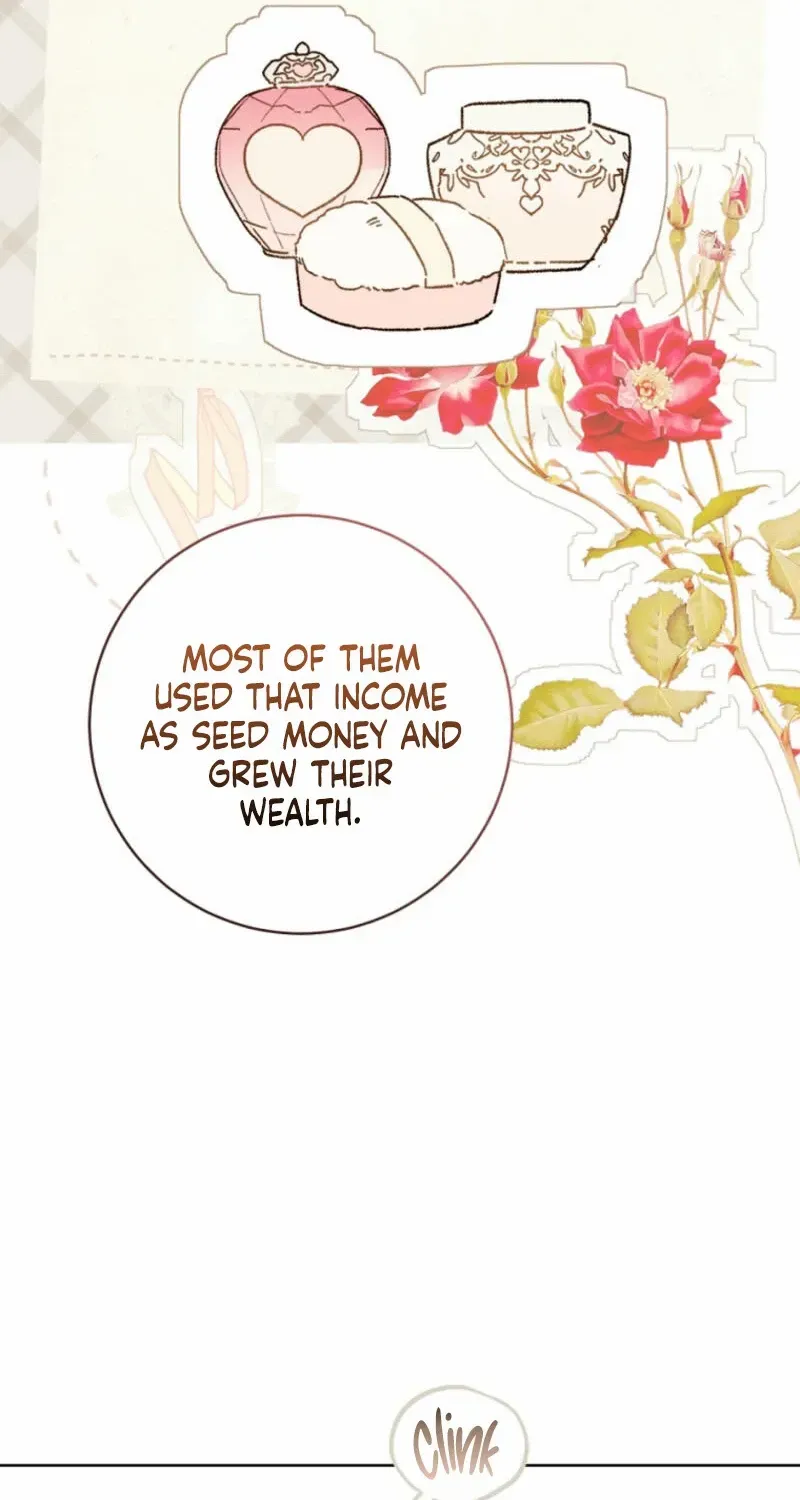 MOST OF THEM
USED THAT INCOME
AS SEED MONEY AND
GREW THEIR
WEALTH.
clink